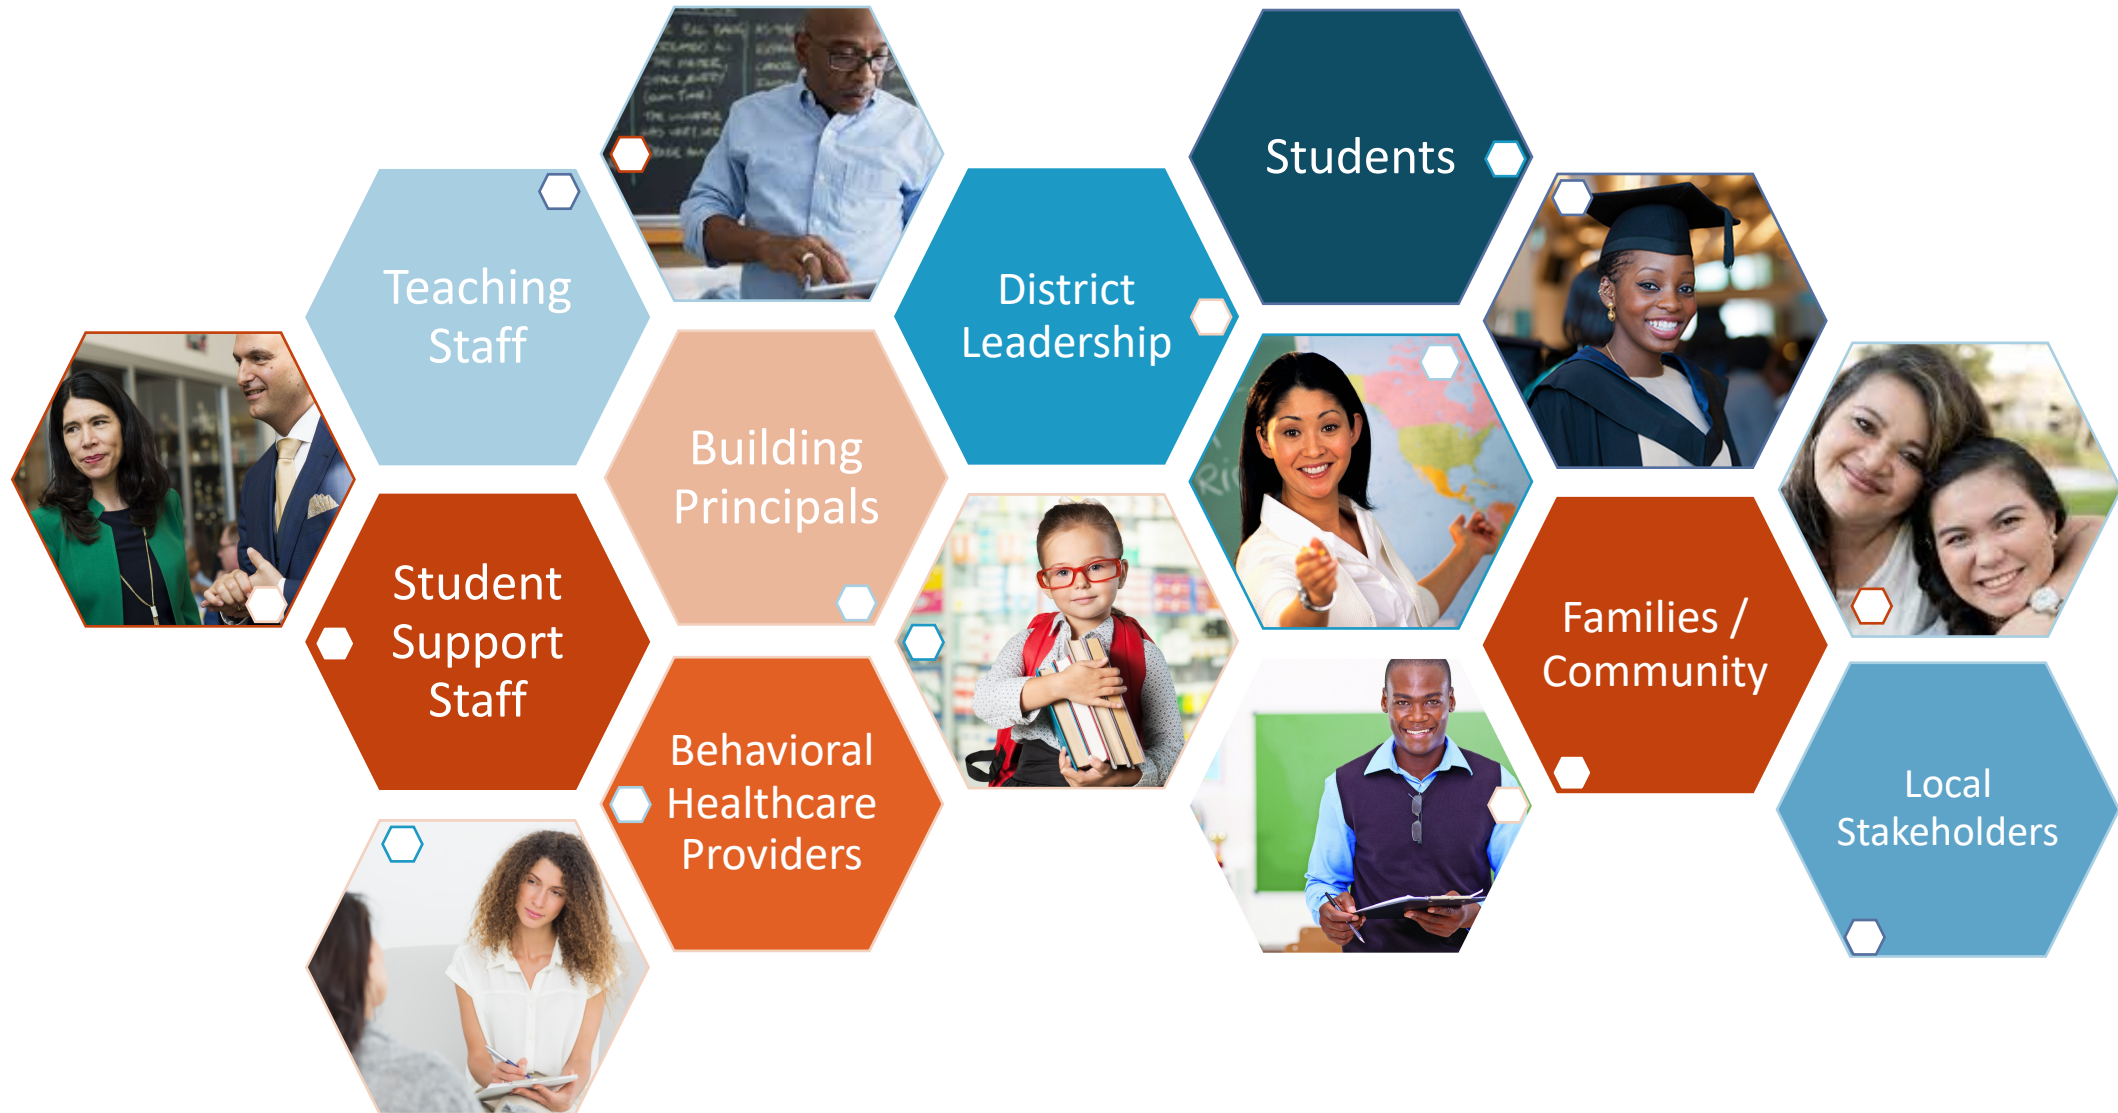 Teaching
Staff
Student
Support
Staff
Building
Principals
Behavioral
Healthcare
Providers
District
Leadership
Students
Families /
Community
Local
Stakeholders